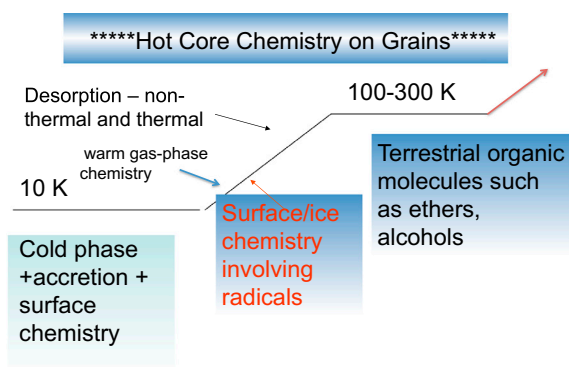 *****Hot Core Chemistry on Grains*****
Desorption – non-
thermal and thermal
100-300 K
warm gas-phase
chemistry
10 K
Terrestrial organic
molecules such
as ethers,
alcohols
Surface/ice
chemistry
involving
radicals
Cold phase
+accretion +
surface
chemistry